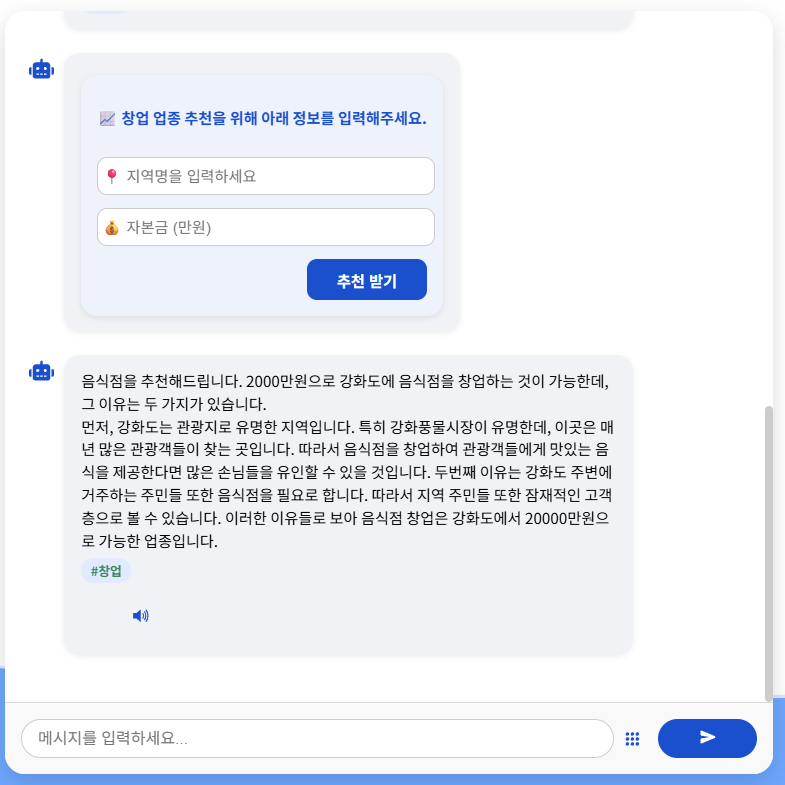 창업 업종 추천을 위해 아래 정보를 입력해주세요.
지역명을 입력하세요
자본금 (만원)
추천 받기
음식점을 추천해드립니다. 2000만원으로 강화도에 음식점을 창업하는 것이 가능한데,
그 이유는 두 가지가 있습니다.
먼저, 강화도는 관광지로 유명한 지역입니다. 특히 강화풍물시장이 유명한데, 이곳은 매
년 많은 관광객들이 찾는 곳입니다. 따라서 음식점을 창업하여 관광객들에게 맛있는 음
식을 제공한다면 많은 손님들을 유인할 수 있을 것입니다. 두번째 이유는 강화도 주변에
거주하는 주민들 또한 음식점을 필요로 합니다. 따라서 지역 주민들 또한 잠재적인 고객
층으로 볼 수 있습니다. 이러한 이유들로 보아 음식점 창업은 강화도에서 20000만원으
로 가능한 업종입니다.
#창업
메시지를 입력하세요...